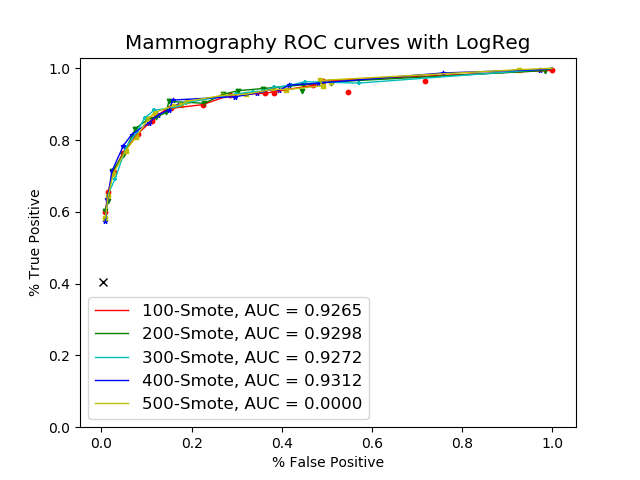 Mammography ROC curves with LogReg
1.0
0.8
0.6
0.4
0.2
0.0
% True Positive
100-Smote, AUC = 0.9265
200-Smote, AUC = 0.9298
300-Smote, AUC = 0.9272
400-Smote, AUC = 0.9312
500-Smote, AUC = 0.0000
0.0 0.2 0.4 0.6 0.8 1.0
% False Positive